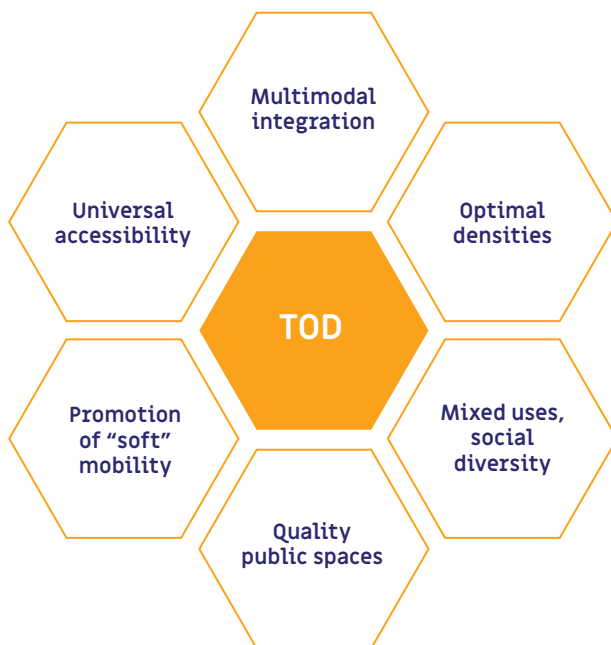 Multimodal
integration
Universal
accessibility
Optimal
densities
TOD
Promotion
of “soft”
mobility
Mixed uses,
social
diversity
Quality
public spaces